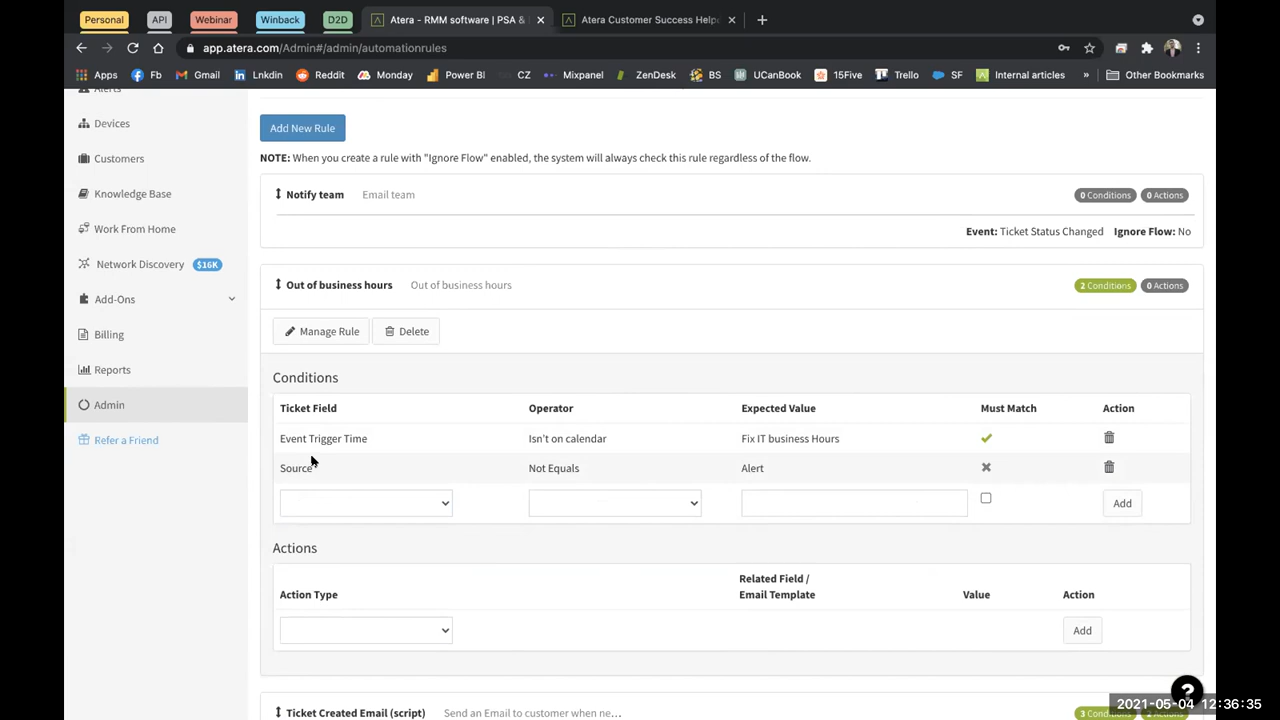 Personal
API
Webinar
Winback
D2D
Atera - RMM software | PSA &
Atera Customer Success Help
app.atera.com/Admin#/admin/automationrules
Apps
Fb
Gmail
Lnkdin
Reddit
Monday
Power BI
CZ
Mixpanel
ZenDesk
BS
UCalcook
15Five
Trello
SF
Internal articles
»
Other Bookmarks
Alerts
Devices
Customers
Knowledge Base
Work From Home
Network Discovery $16K
Add-Ons
Billing
Reports
Admin
Refer a Friend
Add New Rule
NOTE: When you create a rule with "Ignore Flow" enabled, the system will always check this rule regardless of the flow.
Notify team Email team 0 Conditions 0 Actions
Event: Ticket Status Changed Ignore Flow: No
Out of business hours Out of business hours 2 Conditions 0 Actions
Manage Rule Delete
Conditions
Ticket Field Operator Expected Value Must Match Action
Event Trigger Time Isn't on calendar Fix IT business Hours
Source Not Equals Alert
Add
Actions
Action Type Related Field / Email Template Value Action
Add
Ticket Created Email (script) Send an Email to customer when ne... 3 Conditions Actions
?
2021-05-04 12:36:35